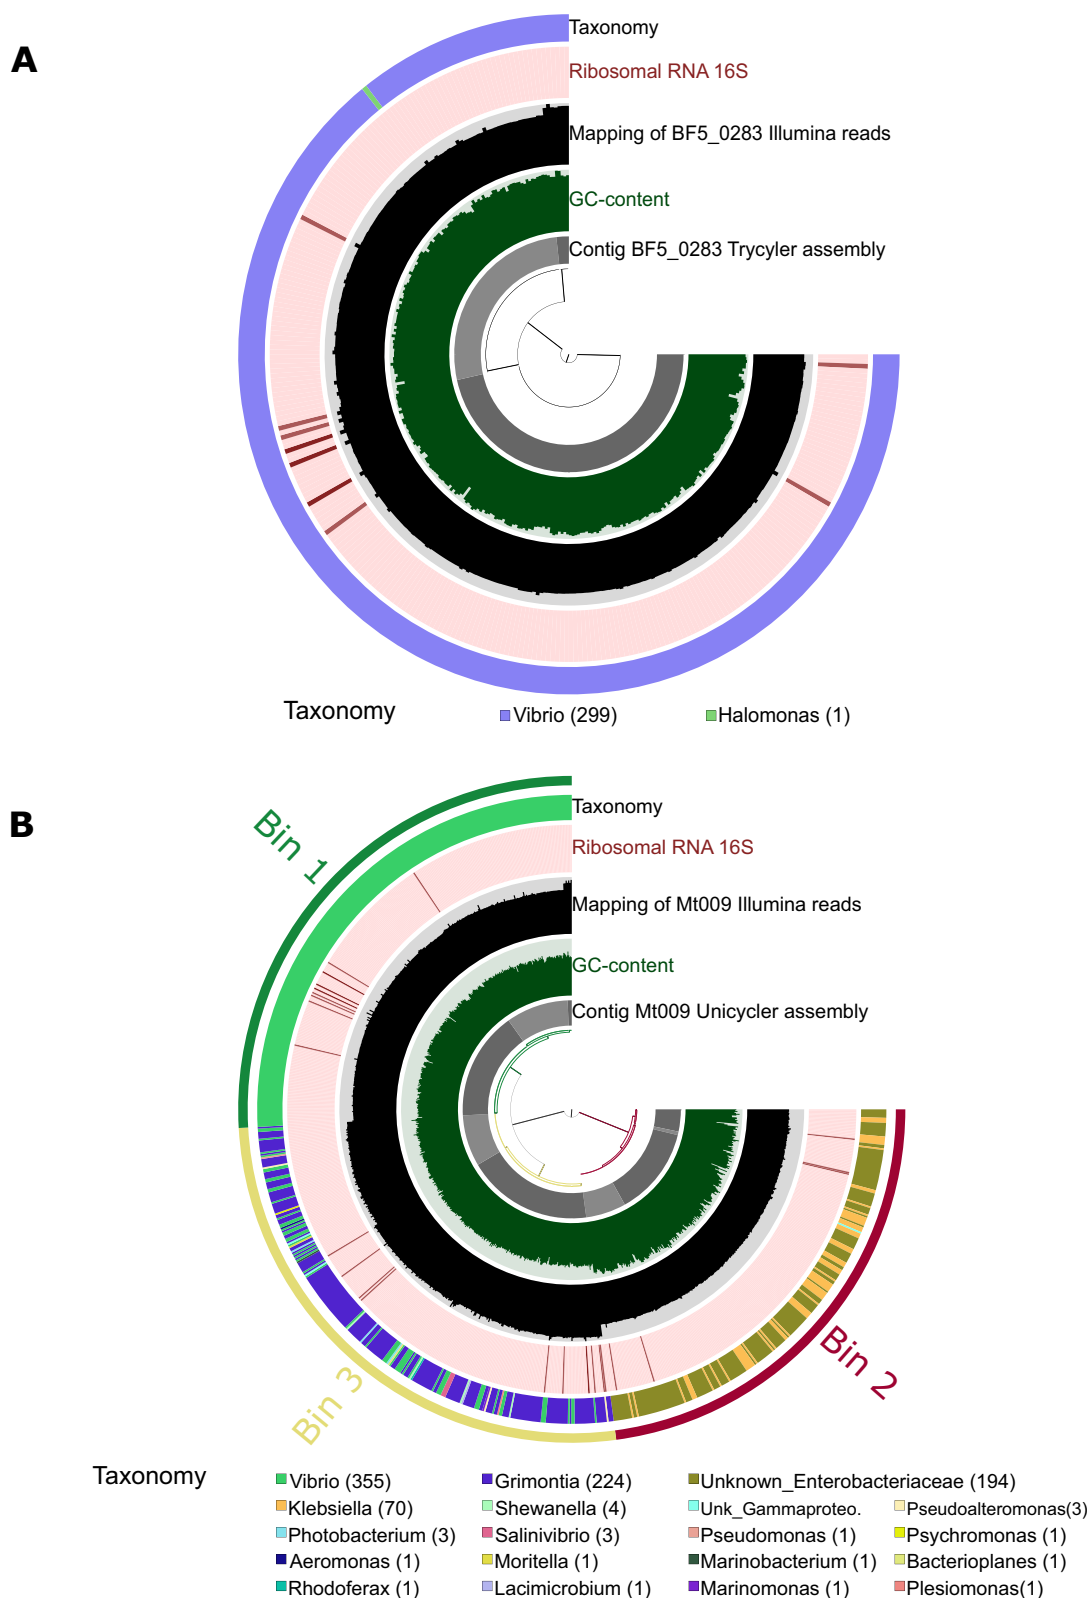 A
Taxonomy
Ribosomal RNA 16S
Mapping of BF5_0283 Illumina reads
GC-content
Contig BF5_0283 Trycyler assembly
Taxonomy
Vibrio (299)
Halomonas (1)
B
Bin 1
Taxonomy
Ribosomal RNA 16S
Mapping of Mt009 Illumina reads
GC-content
Contig Mt009 Unicycler assembly
Bin 2
Bin 3
Taxonomy
Vibrio (355) Grimontia (224) Unknown_Enterobacteriaceae (194)
Klebsiella (70) Shewanella (4) Unk_Gammaproteo. Pseudoalteromonas(3)
Photobacterium (3) Salinivibrio (3) Pseudomonas (1) Psychromonas (1)
Aeromonas (1) Moritella (1) Marinobacterium (1) Bacterioplanes (1)
Rhodoferax (1) Lacimicrobium (1) Marinomonas (1) Plesiomonas(1)